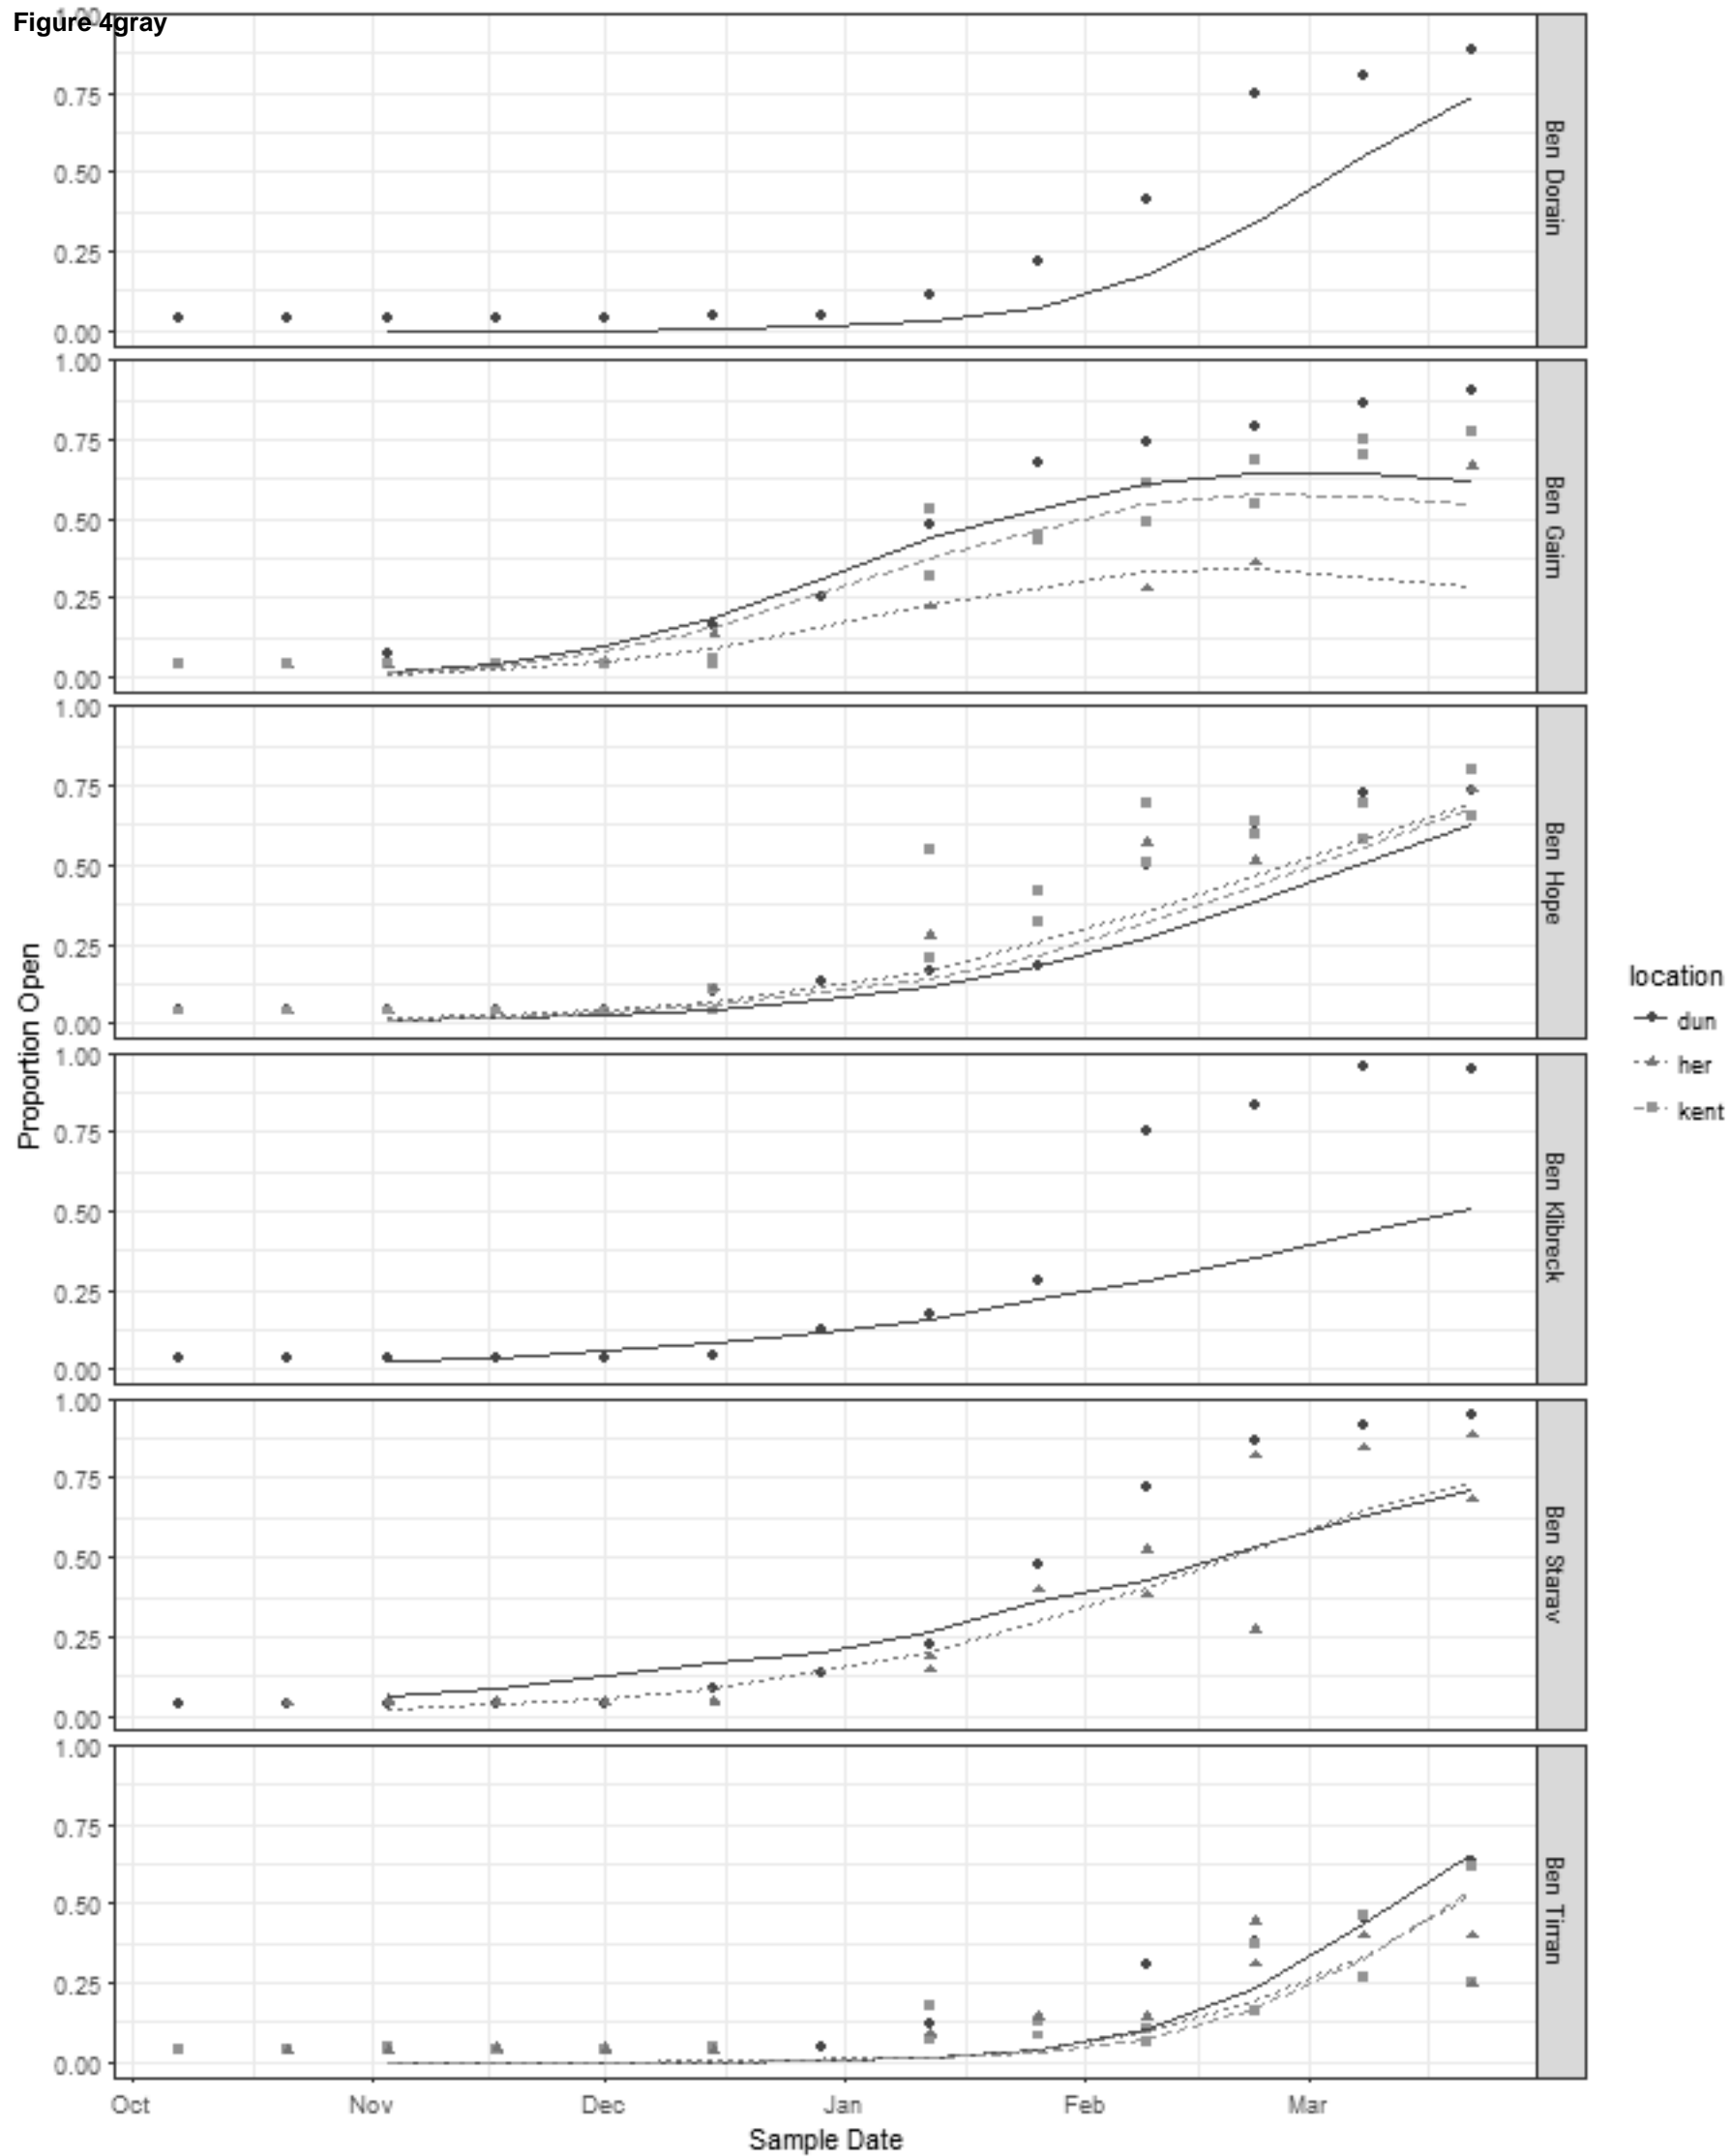 Figure 4gray
1.00
0.75
0.50
0.25
0.00
Ben Dorain
1.00
0.75
0.50
0.25
0.00
Ben Gairn
1.00
0.75
0.50
0.25
0.00
Ben Hope
1.00
0.75
0.50
0.25
0.00
Ben Klibreck
1.00
0.75
0.50
0.25
0.00
Ben Starav
1.00
0.75
0.50
0.25
0.00
Ben Tirran
Proportion Open
Oct Nov Dec Jan Feb Mar
Sample Date
location
dun
her
kent